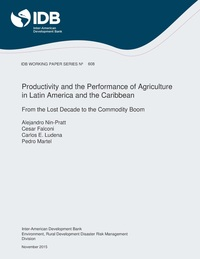 IDB
Inter-American
Development Bank
IDB WORKING PAPER SERIES Nº 608
Productivity and the Performance of Agriculture
in Latin America and the Caribbean
From the Lost Decade to the Commodity Boom
Alejandro Nin-Pratt
Cesar Falconi
Carlos E. Ludena
Pedro Martel
Inter-American Development Bank
Environment, Rural Development Disaster Risk Management
Division
November 2015